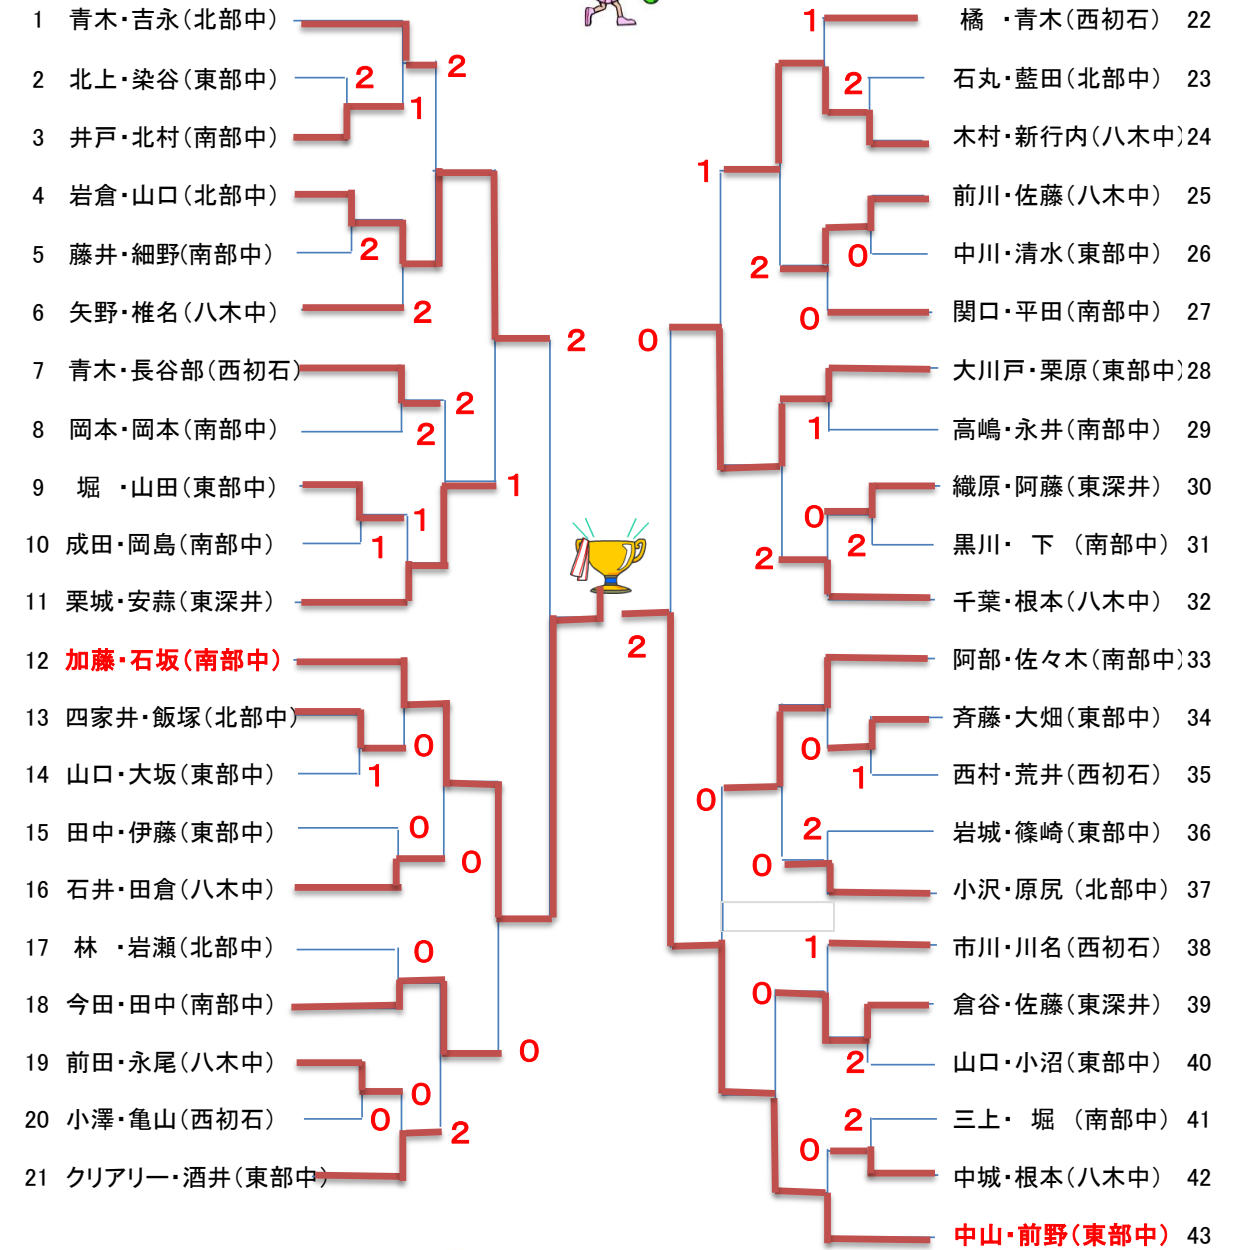 1 青木・吉永(北部中)
2 北上・染谷(東部中)
3 井戸・北村(南部中)
4 岩倉・山口(北部中)
5 藤井・細野(南部中)
6 矢野・椎名(八木中)
7 青木・長谷部(西初石)
8 岡本・岡本(南部中)
9 堀 ・山田(東部中)
10 成田・岡島(南部中)
11 栗城・安蒜(東深井)
12 加藤・石坂(南部中)
13 四家井・飯塚(北部中)
14 山口・大坂(東部中)
15 田中・伊藤(東部中)
16 石井・田倉(八木中)
17 林 ・岩瀬(北部中)
18 今田・田中(南部中)
19 前田・永尾(八木中)
20 小澤・亀山(西初石)
21 クリアリー・酒井(東部中)
2
2
1
2
2
2
2
2
1
1
1
0
1
0
0
0
0
0
0
2
2
0
2
1
2
1
2
0
0
1
0
2
2
0
1
2
0
0
1
0
2
2
0
橘 ・青木(西初石) 22
石丸・藍田(北部中) 23
木村・新行内(八木中) 24
前川・佐藤(八木中) 25
中川・清水(東部中) 26
関口・平田(南部中) 27
大川戸・栗原(東部中) 28
高嶋・永井(南部中) 29
織原・阿藤(東深井) 30
黒川・ 下 (南部中) 31
千葉・根本(八木中) 32
阿部・佐々木(南部中) 33
斉藤・大畑(東部中) 34
西村・荒井(西初石) 35
岩城・篠崎(東部中) 36
小沢・原尻 (北部中) 37
市川・川名(西初石) 38
倉谷・佐藤(東深井) 39
山口・小沼(東部中) 40
三上・ 堀 (南部中) 41
中城・根本(八木中) 42
中山・前野(東部中) 43